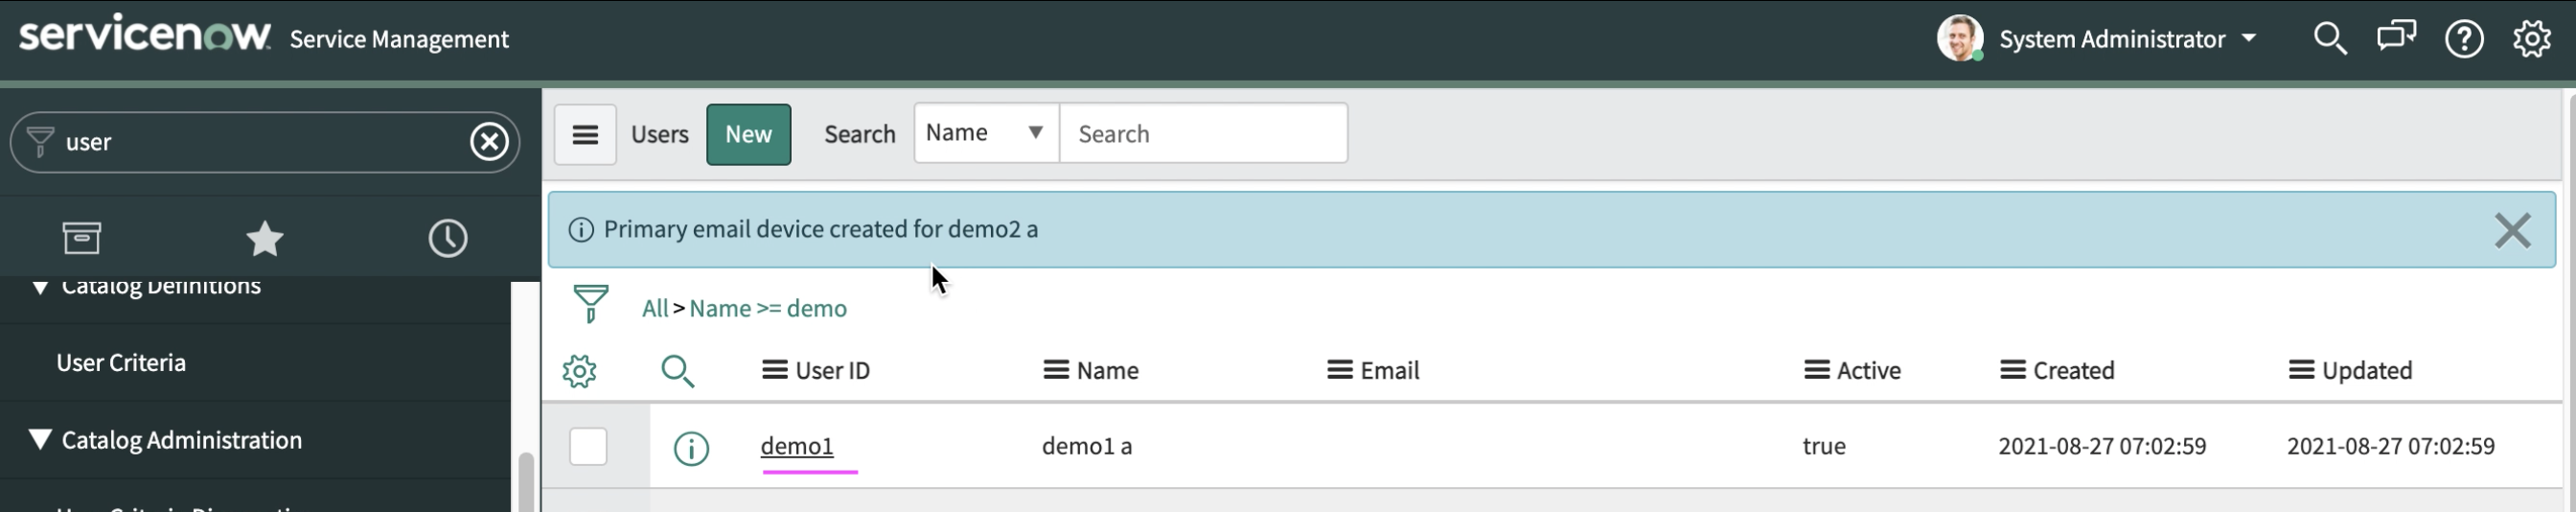 servicenow Service Management
System Administrator
user
Users New Search Name Search
Primary email device created for demo2 a
Catalog Definitions
All > Name >= demo
User Criteria
User ID Name Email Active Created Updated
Catalog Administration
demo1 demo1 a true 2021-08-27 07:02:59 2021-08-27 07:02:59